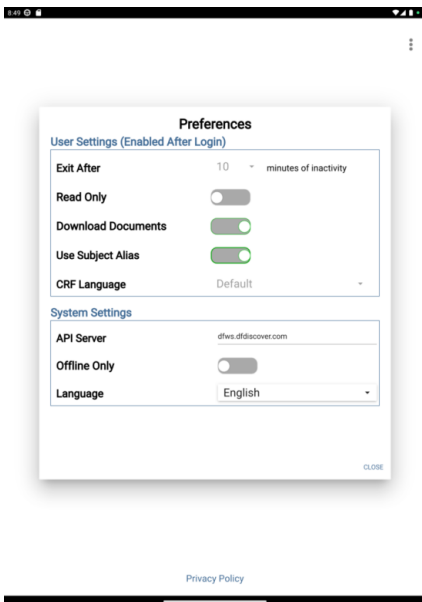 8:49
Preferences
User Settings (Enabled After Login)
Exit After 10 minutes of inactivity
Read Only
Download Documents
Use Subject Alias
CRF Language Default
System Settings
API Server dfws.dfdiscover.com
Offline Only
Language English
CLOSE
Privacy Policy